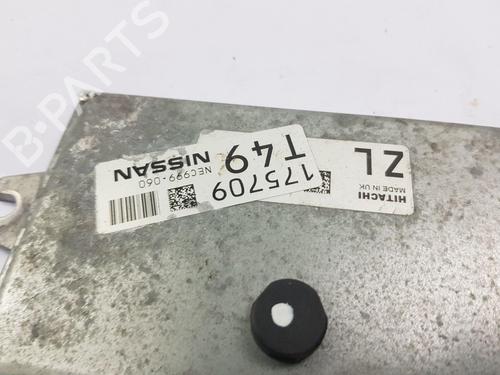 B-PARTS
NISSAN
NEC999-060
T49
175709
ZL
HITACHI
MADE IN UK